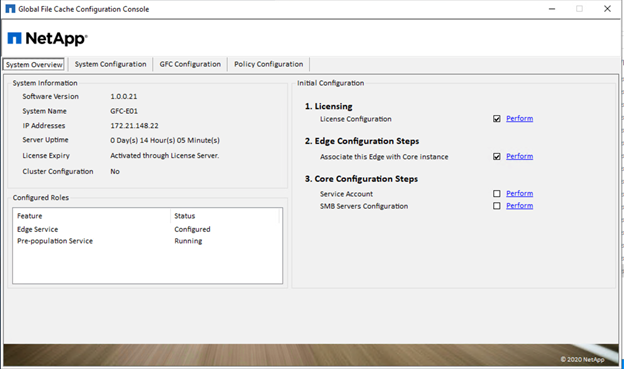 Global File Cache Configuration Console
NetApp
System Overview System Configuration GFC Configuration Policy Configuration
System Information
Software Version 1.0.0.21
System Name GFC-E01
IP Addresses 172.21.148.22
Server Uptime 0 Day(s) 14 Hour(s) 05 Minute(s)
License Expiry Activated through License Server.
Cluster Configuration No
Configured Roles
Feature Status
Edge Service Configured
Pre-population Service Running
Initial Configuration
1. Licensing
License Configuration Perform
2. Edge Configuration Steps
Associate this Edge with Core instance Perform
3. Core Configuration Steps
Service Account Perform
SMB Servers Configuration Perform
© 2020 NetApp